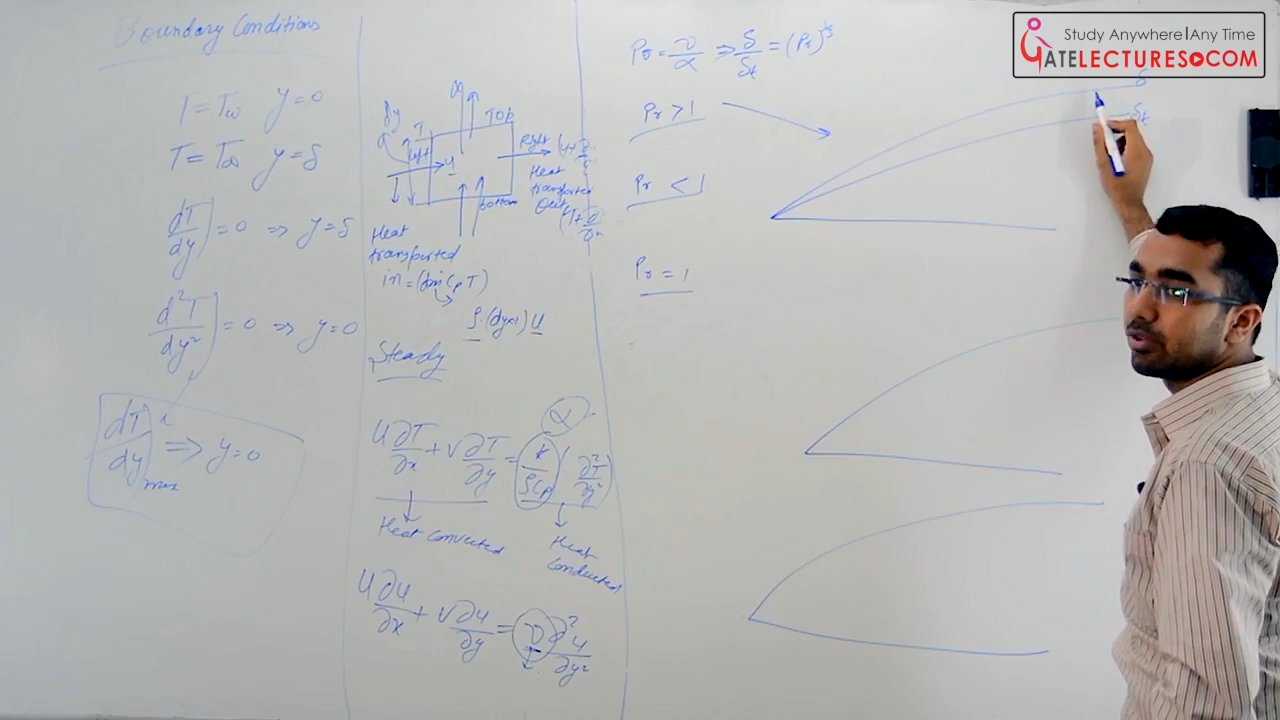 Boundary Conditions
T = T∞ y=0
T = T∞ y=δ
dT/dy) = 0 ⇒ y=δ
d²T/dy²) = 0 ⇒ y=0
dT/dy)max ⇒ y=0
dy
T
Top
left
u
Right
bottom
Heat transported Out
Heat
transported
in = (ṁ Cp T)
ρ·(dy×1) u
Steady
u ∂T/∂x + v ∂T/∂y = k/ρCp (∂²T/∂y²)
α
Heat Convected
Heat
Conducted
u ∂u/∂x + v ∂u/∂y = ν ∂²u/∂y²
Pr = ν/α ⇒ δ/δt = (Pr)^1/3
Pr > 1
Pr < 1
Pr = 1
δ
δt
Study Anywhere|Any Time
GATELECTURES.COM